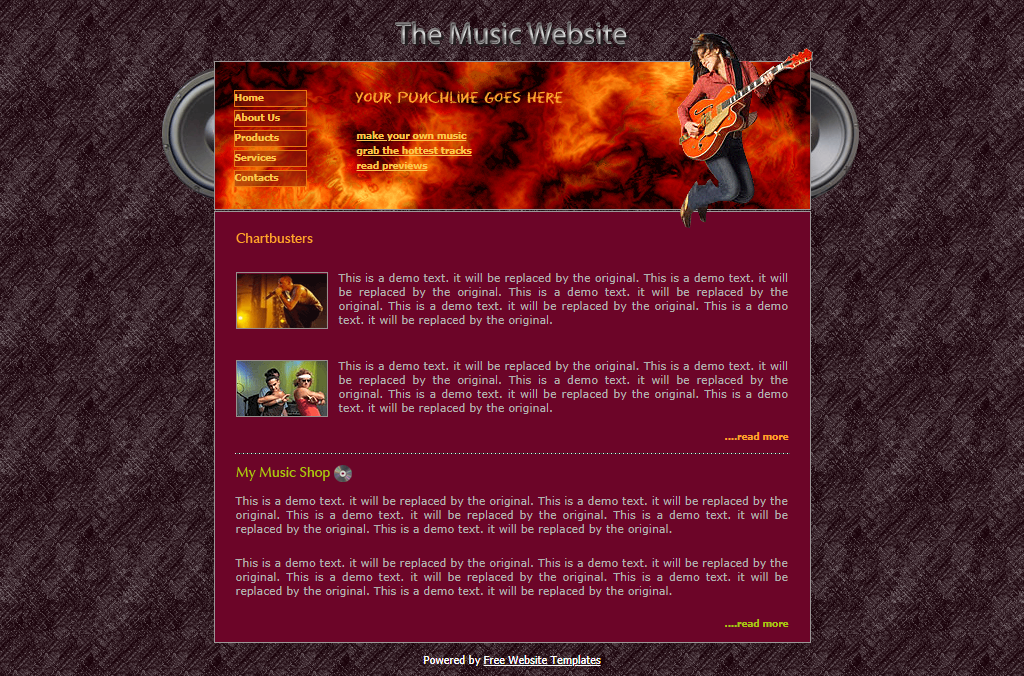 The Music Website
Home
About Us
Products
Services
Contacts
YOUR PUNCHLINE GOES HERE
make your own music
grab the hottest tracks
read previews
Chartbusters
This is a demo text. it will be replaced by the original. This is a demo text. it will
be replaced by the original. This is a demo text. it will be replaced by the
original. This is a demo text. it will be replaced by the original. This is a demo
text. it will be replaced by the original.
This is a demo text. it will be replaced by the original. This is a demo text. it will
be replaced by the original. This is a demo text. it will be replaced by the
original. This is a demo text. it will be replaced by the original. This is a demo
text. it will be replaced by the original.
....read more
My Music Shop
This is a demo text. it will be replaced by the original. This is a demo text. it will be replaced by the
original. This is a demo text. it will be replaced by the original. This is a demo text. it will be
replaced by the original. This is a demo text. it will be replaced by the original.
This is a demo text. it will be replaced by the original. This is a demo text. it will be replaced by the
original. This is a demo text. it will be replaced by the original. This is a demo text. it will be
replaced by the original. This is a demo text. it will be replaced by the original.
....read more
Powered by Free Website Templates